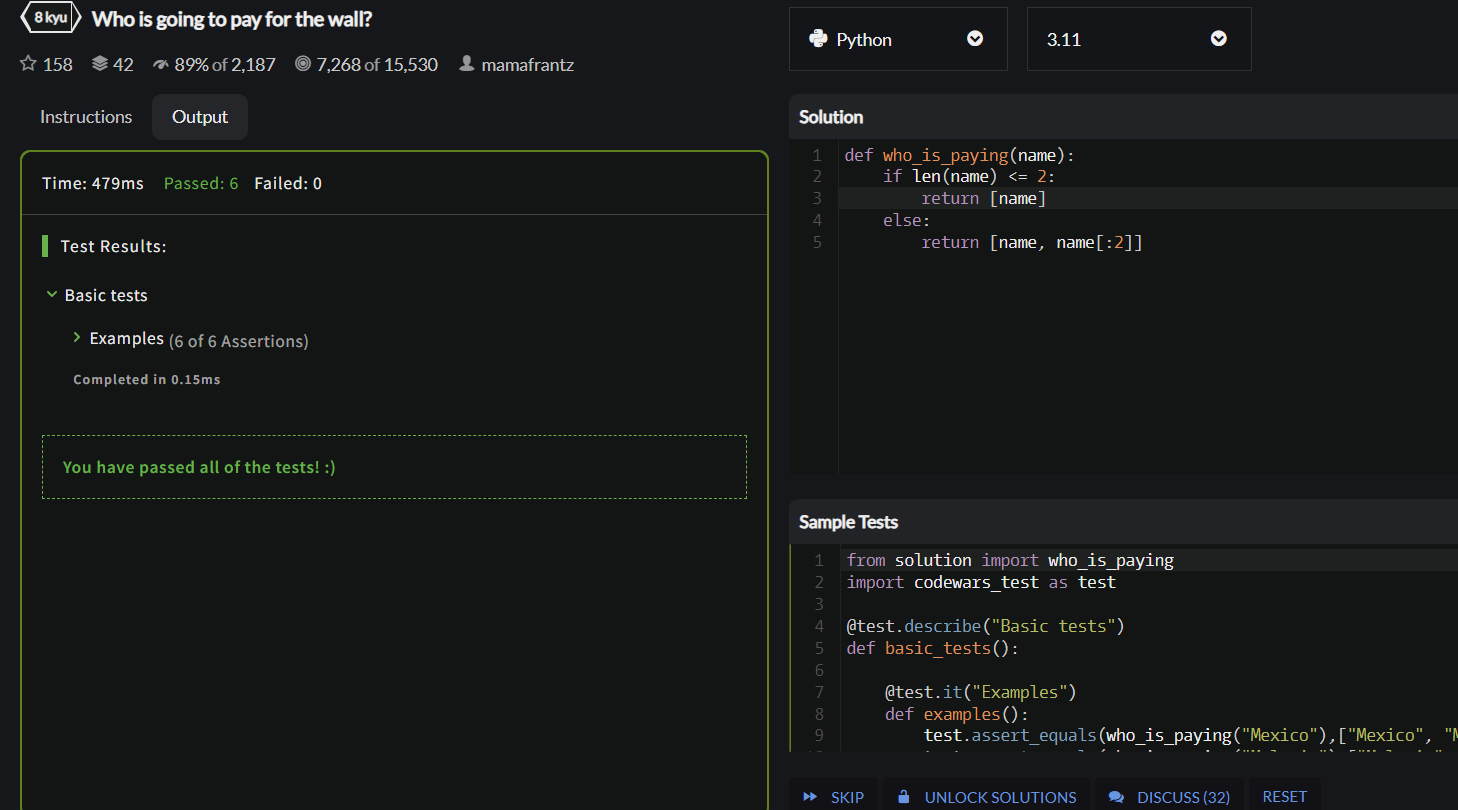 8 kyu Who is going to pay for the wall?
158 42 89% of 2,187 7,268 of 15,530 mamafrantz
Instructions Output
Time: 479ms Passed: 6 Failed: 0
Test Results:
Basic tests
Examples (6 of 6 Assertions)
Completed in 0.15ms
You have passed all of the tests! :)
Python 3.11
Solution
1 def who_is_paying(name):
2 if len(name) <= 2:
3 return [name]
4 else:
5 return [name, name[:2]]
Sample Tests
1 from solution import who_is_paying
2 import codewars_test as test
3
4 @test.describe("Basic tests")
5 def basic_tests():
6
7 @test.it("Examples")
8 def examples():
9 test.assert_equals(who_is_paying("Mexico"),["Mexico", "M
SKIP UNLOCK SOLUTIONS DISCUSS (32) RESET